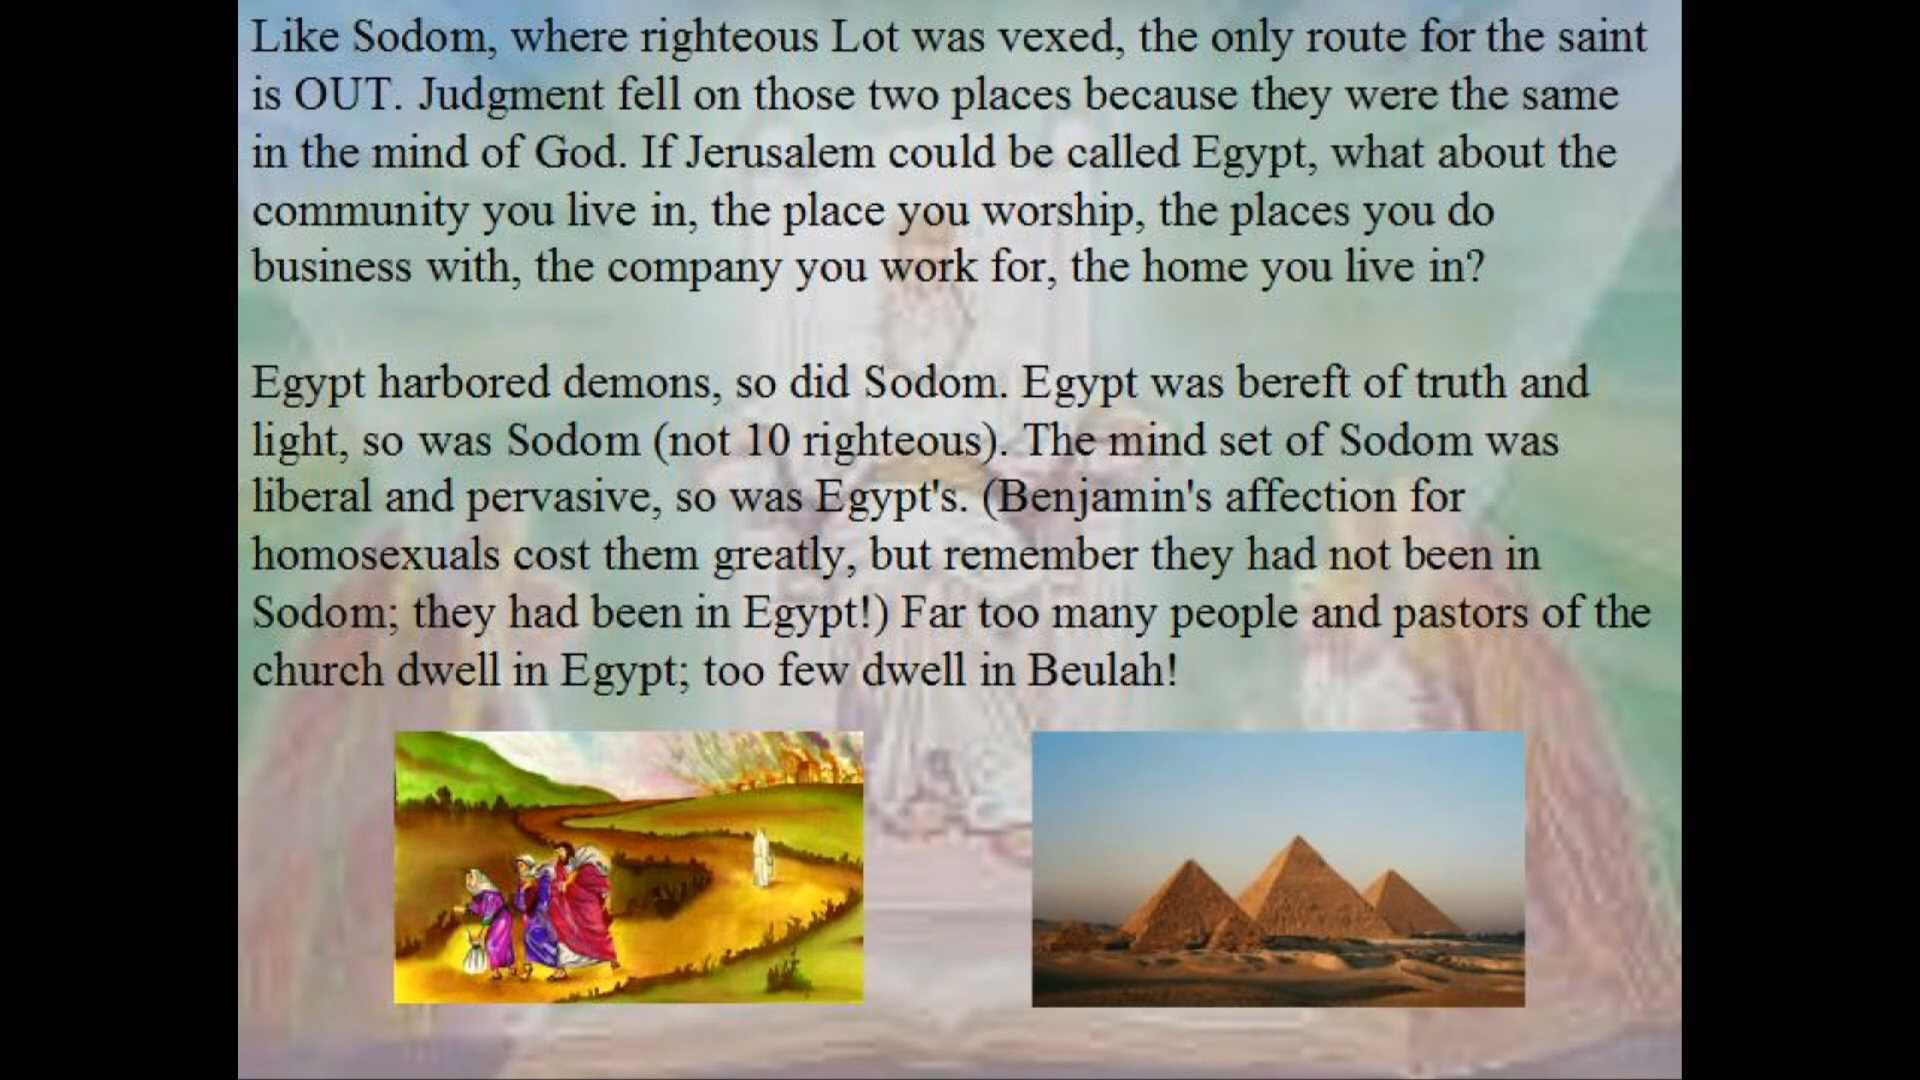 Like Sodom, where righteous Lot was vexed, the only route for the saint
is OUT. Judgment fell on those two places because they were the same
in the mind of God. If Jerusalem could be called Egypt, what about the
community you live in, the place you worship, the places you do
business with, the company you work for, the home you live in?
Egypt harbored demons, so did Sodom. Egypt was bereft of truth and
light, so was Sodom (not 10 righteous). The mind set of Sodom was
liberal and pervasive, so was Egypt's. (Benjamin's affection for
homosexuals cost them greatly, but remember they had not been in
Sodom; they had been in Egypt!) Far too many people and pastors of the
church dwell in Egypt; too few dwell in Beulah!